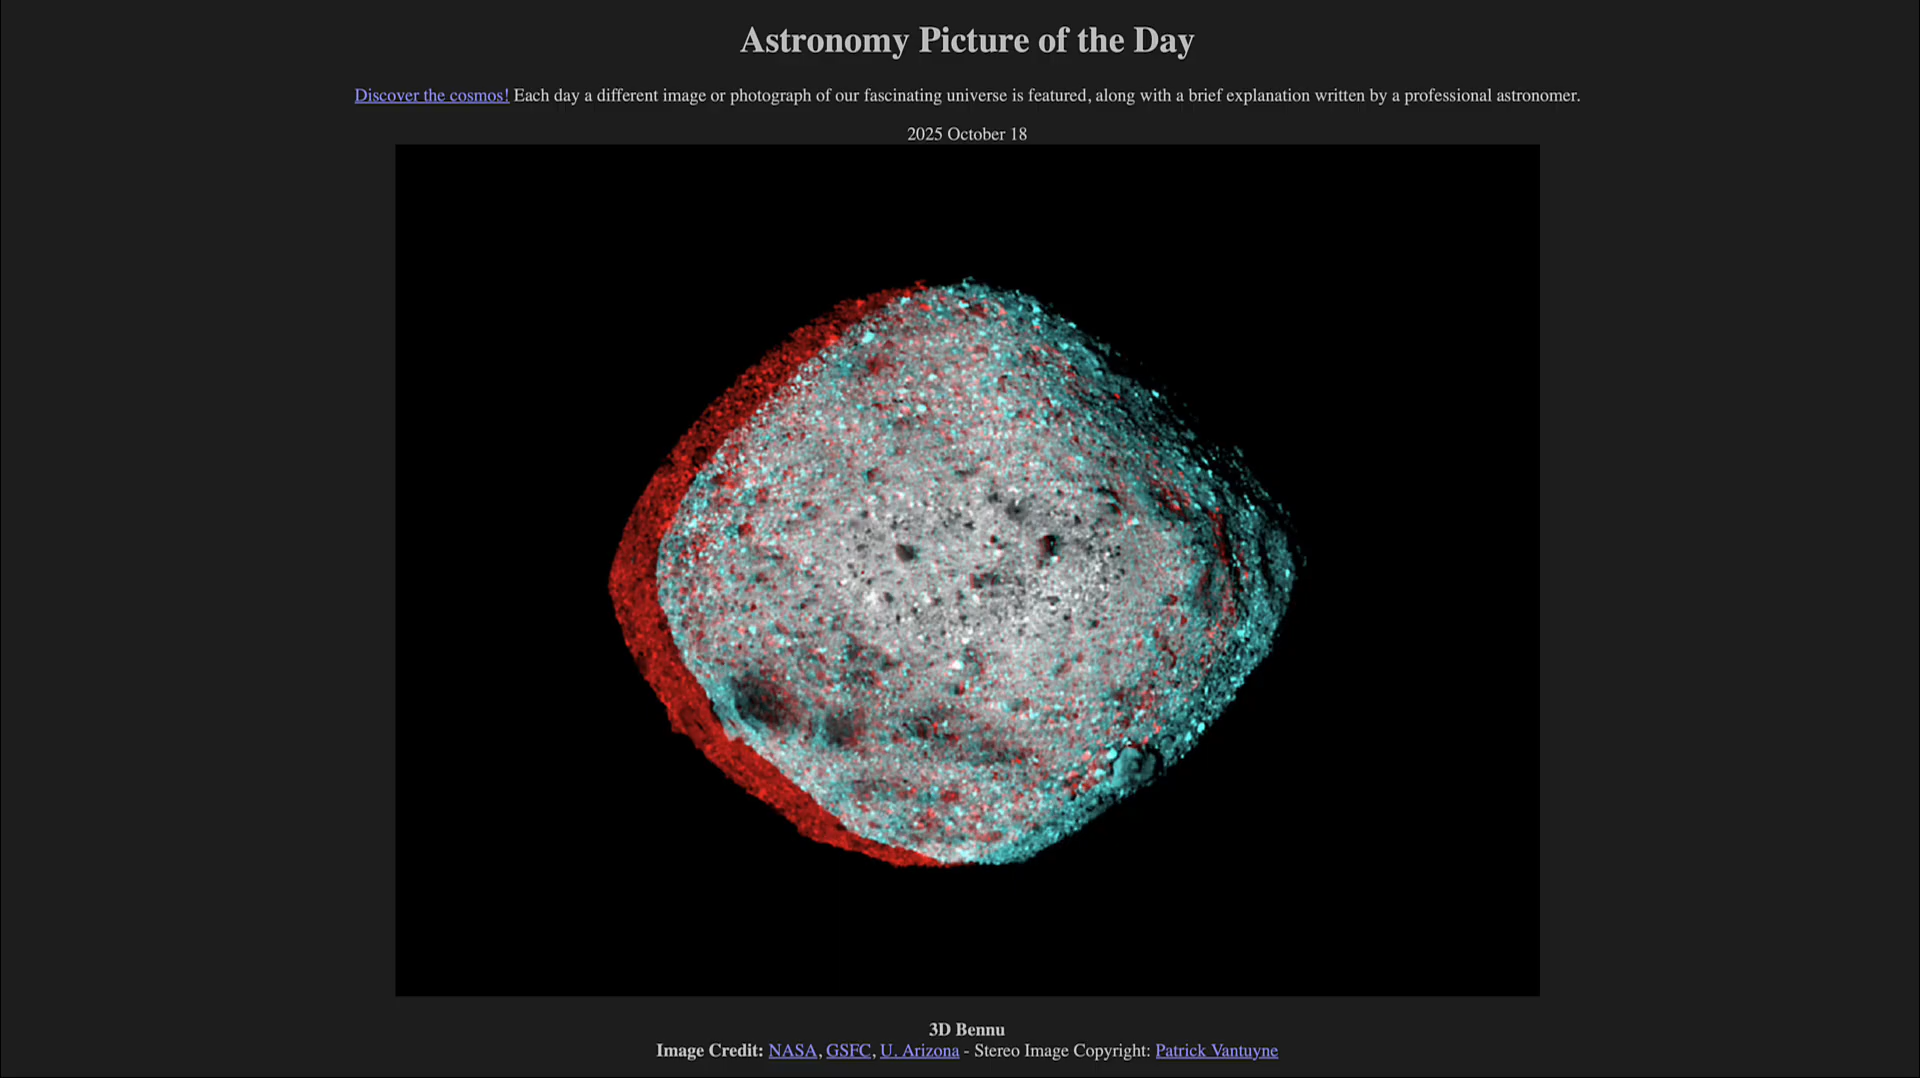 Astronomy Picture of the Day
Discover the cosmos! Each day a different image or photograph of our fascinating universe is featured, along with a brief explanation written by a professional astronomer.
2025 October 18
3D Bennu
Image Credit: NASA, GSFC, U. Arizona - Stereo Image Copyright: Patrick Vantuyne